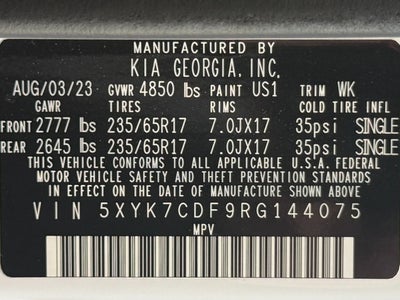 MANUFACTURED BY
KIA GEORGIA, INC.
AUG/03/23 GVWR 4850 lbs PAINT US1 TRIM WK
GAWR TIRES RIMS COLD TIRE INFL
FRONT 2777 lbs 235/65R17 7.0JX17 35psi SINGLE
REAR 2645 lbs 235/65R17 7.0JX17 35psi SINGLE
THIS VEHICLE CONFORMS TO ALL APPLICABLE U.S.A. FEDERAL
MOTOR VEHICLE SAFETY AND THEFT PREVENTION STANDARDS
IN EFFECT ON THE DATE OF MANUFACTURE SHOWN ABOVE.
VIN 5XYK7CDF9RG144075
MPV